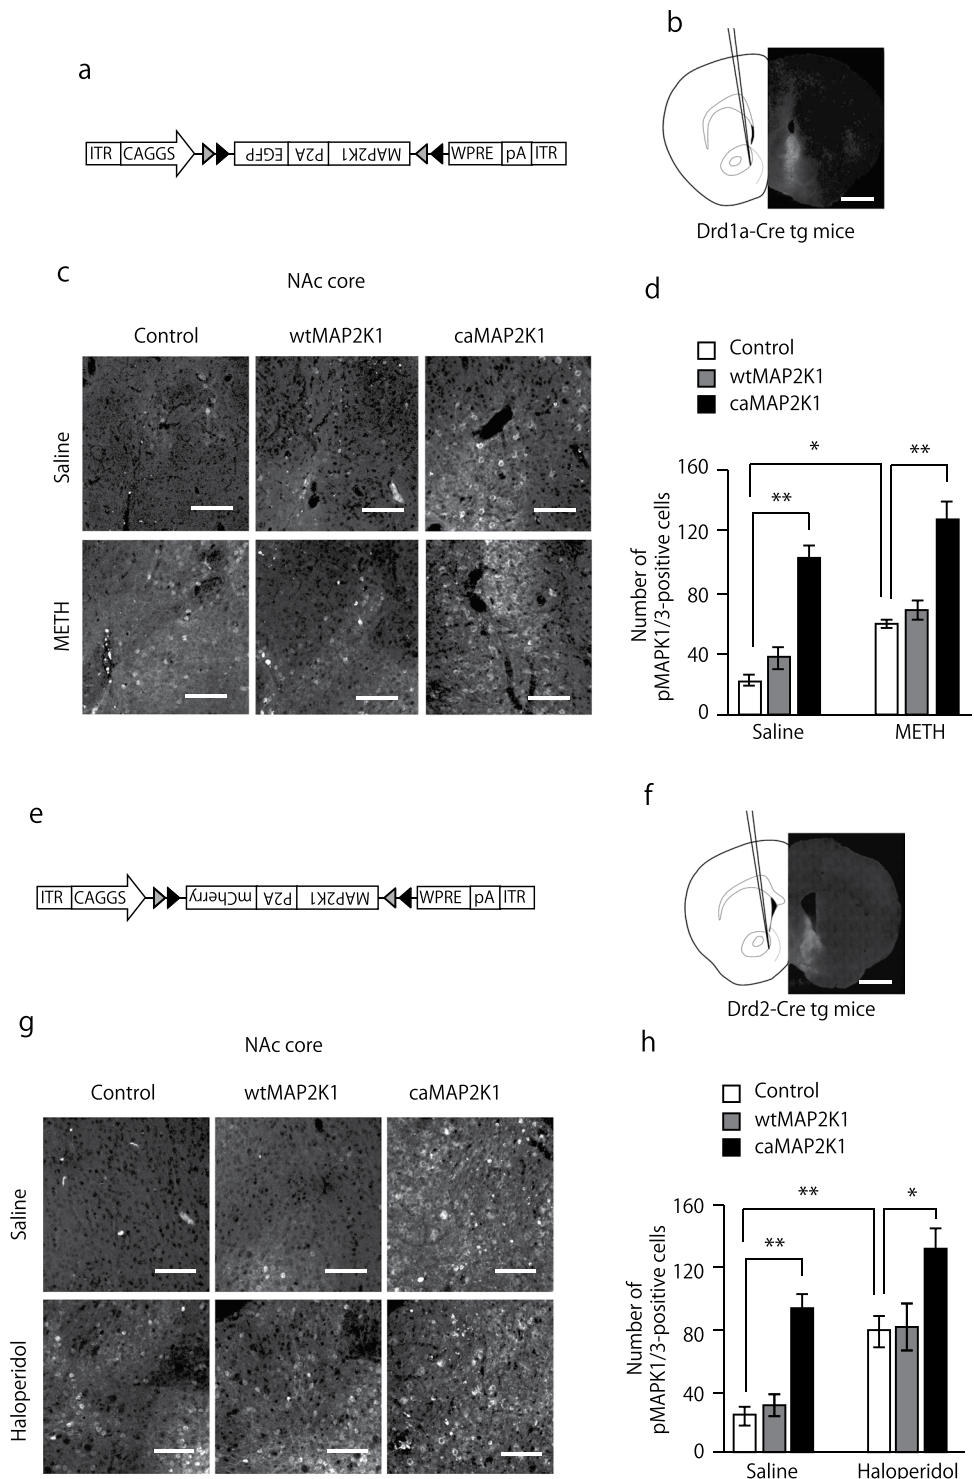 a
ITR CAGGS EGFP P2A MAP2K1 WPRE pA ITR
b
Drd1a-Cre tg mice
c
NAc core
Control wtMAP2K1 caMAP2K1
Saline
METH
d
Control
wtMAP2K1
caMAP2K1
Number of
pMAPK1/3-positive cells
160
120
80
40
0
* ** **
Saline METH
e
ITR CAGGS mCherry P2A MAP2K1 WPRE pA ITR
f
Drd2-Cre tg mice
g
NAc core
Control wtMAP2K1 caMAP2K1
Saline
Haloperidol
h
Control
wtMAP2K1
caMAP2K1
Number of
pMAPK1/3-positive cells
160
120
80
40
0
** * **
Saline Haloperidol